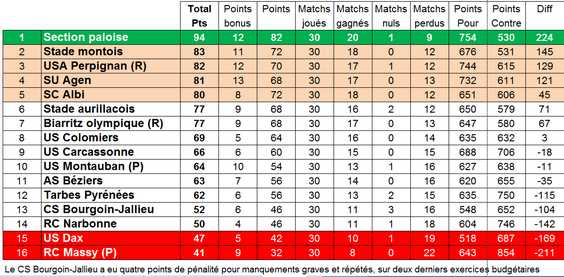 Total Points Points Matchs Matchs Matchs Matchs Points Points Diff
Pts bonus joués gagnés nuls perdus Pour Contre
1 Section paloise 94 12 82 30 20 1 9 754 530 224
2 Stade montois 83 11 72 30 18 0 12 676 531 145
3 USA Perpignan (R) 82 12 70 30 17 1 12 744 615 129
4 SU Agen 81 13 68 30 17 0 13 732 611 121
5 SC Albi 80 8 72 30 18 0 12 651 606 45
6 Stade aurillacois 77 9 68 30 16 2 12 650 579 71
7 Biarritz olympique (R) 77 9 68 30 17 0 13 647 580 67
8 US Colomiers 69 5 64 30 16 0 14 635 632 3
9 US Carcassonne 66 6 60 30 15 0 15 688 706 -18
10 US Montauban (P) 64 10 54 30 13 1 16 627 638 -11
11 AS Béziers 63 7 56 30 14 0 16 620 655 -35
12 Tarbes Pyrénées 62 6 56 30 13 2 15 635 750 -115
13 CS Bourgoin-Jallieu 52 6 46 30 11 3 16 548 652 -104
14 RC Narbonne 50 4 46 30 11 1 18 604 746 -142
15 US Dax 47 5 42 30 10 1 19 518 687 -169
16 RC Massy (P) 41 9 32 30 8 0 22 643 854 -211
Le CS Bourgoin-Jallieu a eu quatre points de pénalité pour manquements graves et répétés, sur deux derniers exercices budgétaires